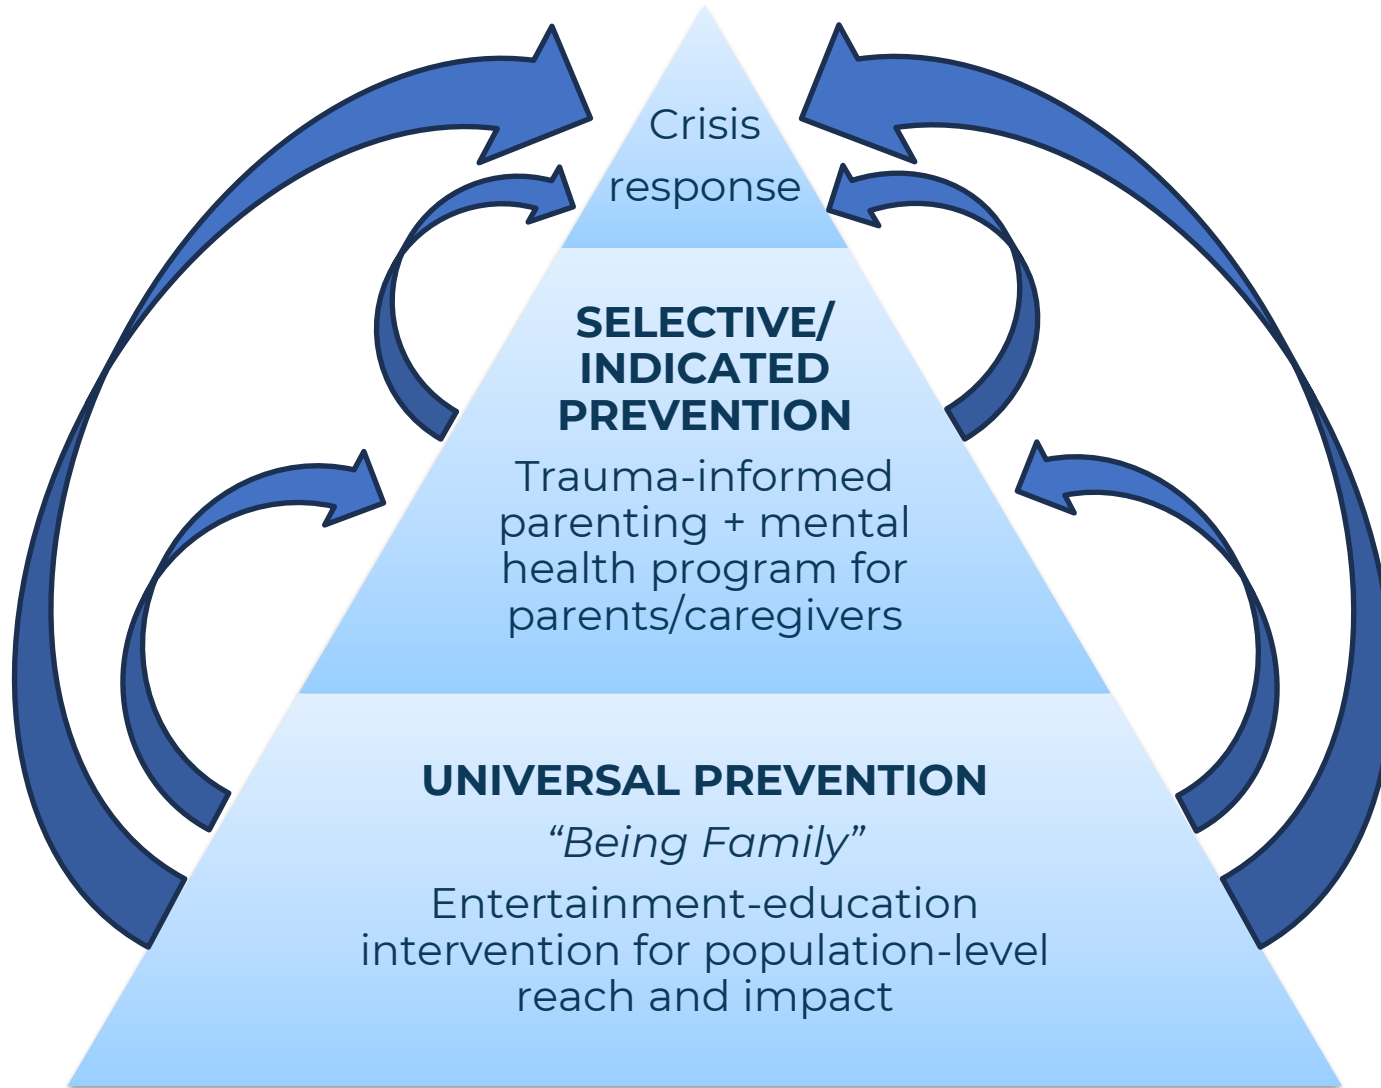 Crisis
response
SELECTIVE/
INDICATED
PREVENTION
Trauma-informed
parenting + mental
health program for
parents/caregivers
UNIVERSAL PREVENTION
“Being Family”
Entertainment-education
intervention for population-level
reach and impact